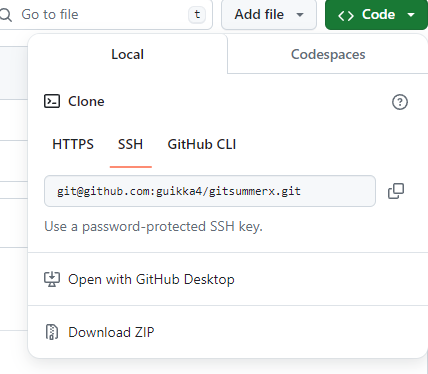 Go to file t Add file Code
Local Codespaces
Clone
HTTPS SSH GitHub CLI
git@github.com:guikka4/gitsummerx.git
Use a password-protected SSH key.
Open with GitHub Desktop
Download ZIP